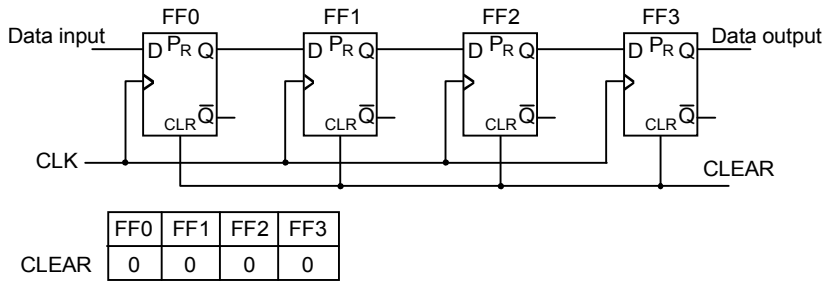 FF0 FF1 FF2 FF3
Data input D PR Q D PR Q D PR Q D PR Q Data output
CLR Q̅ CLR Q̅ CLR Q̅ CLR Q̅
CLK
CLEAR
FF0 FF1 FF2 FF3
CLEAR 0 0 0 0